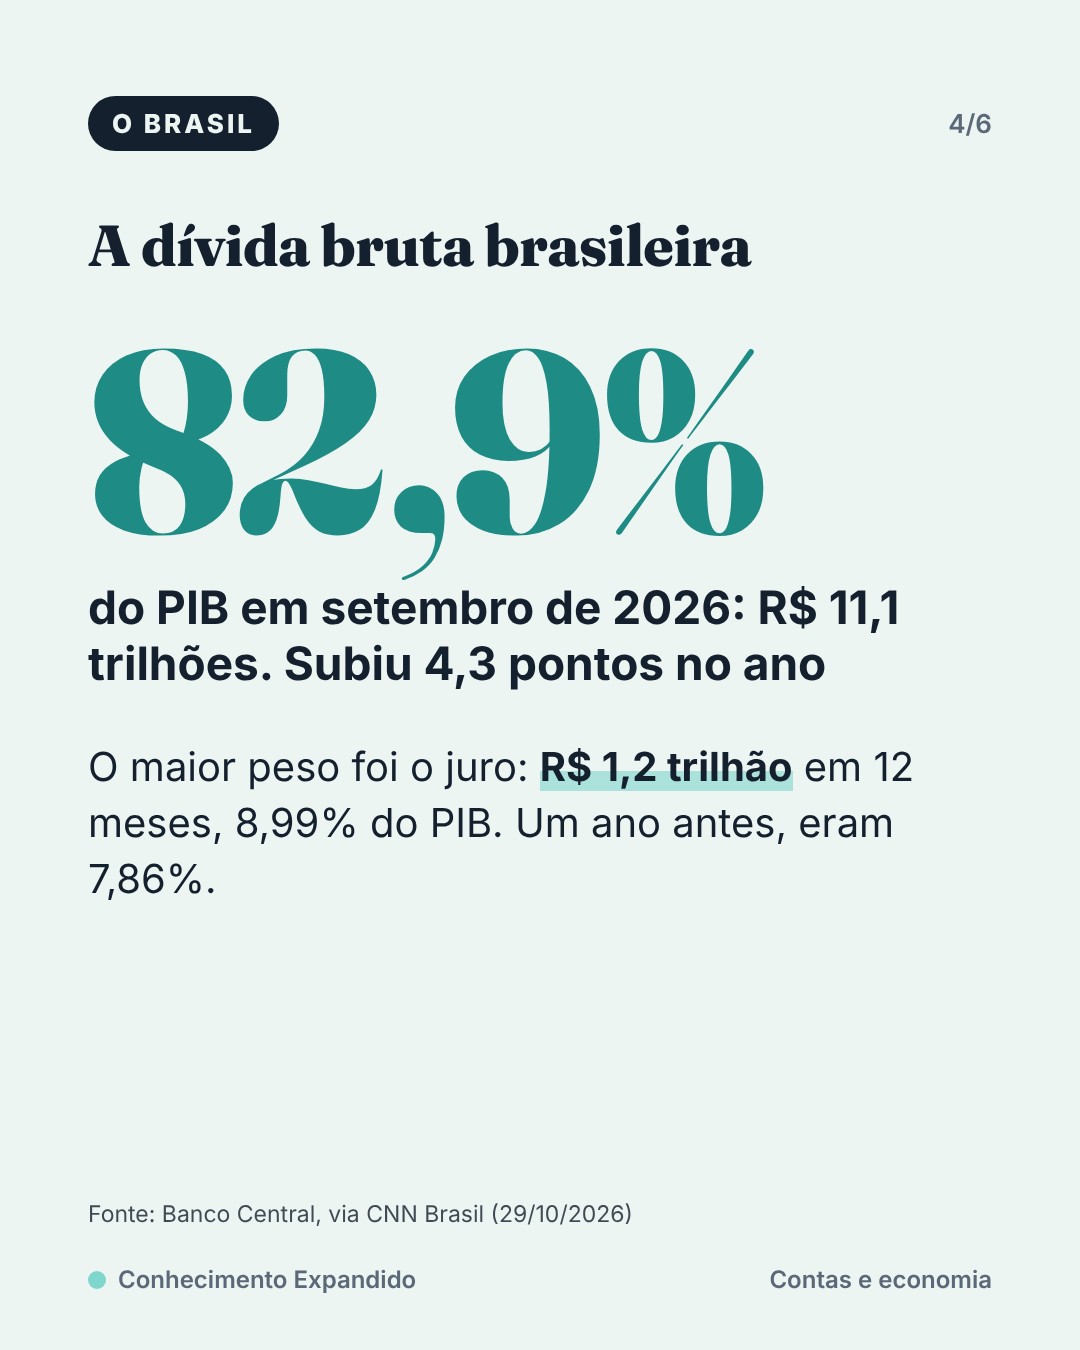 O BRASIL
4/6
A dívida bruta brasileira
82,9%
do PIB em setembro de 2026: R$ 11,1
trilhões. Subiu 4,3 pontos no ano
O maior peso foi o juro: R$ 1,2 trilhão em 12
meses, 8,99% do PIB. Um ano antes, eram
7,86%.
Fonte: Banco Central, via CNN Brasil (29/10/2026)
Conhecimento Expandido
Contas e economia